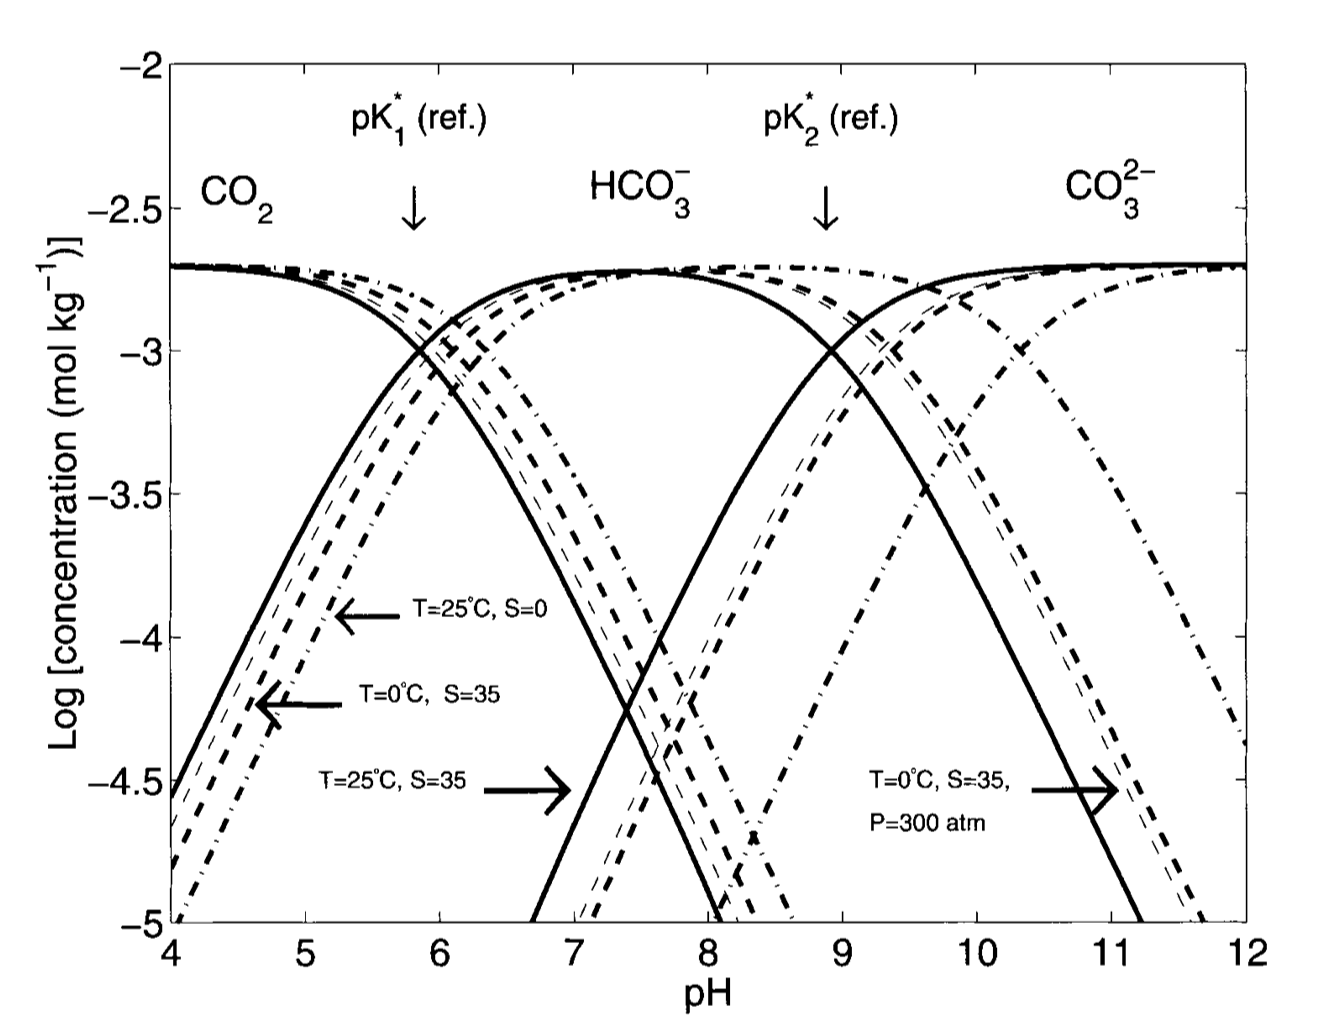 −2
pK₁* (ref.)
pK₂* (ref.)
CO₂
HCO₃⁻
CO₃²⁻
−2.5
−3
−3.5
T=25°C, S=0
−4
T=0°C, S=35
T=25°C, S=35
−4.5
T=0°C, S=35,
P=300 atm
−5
4 5 6 7 8 9 10 11 12
pH
Log [concentration (mol kg⁻¹)]